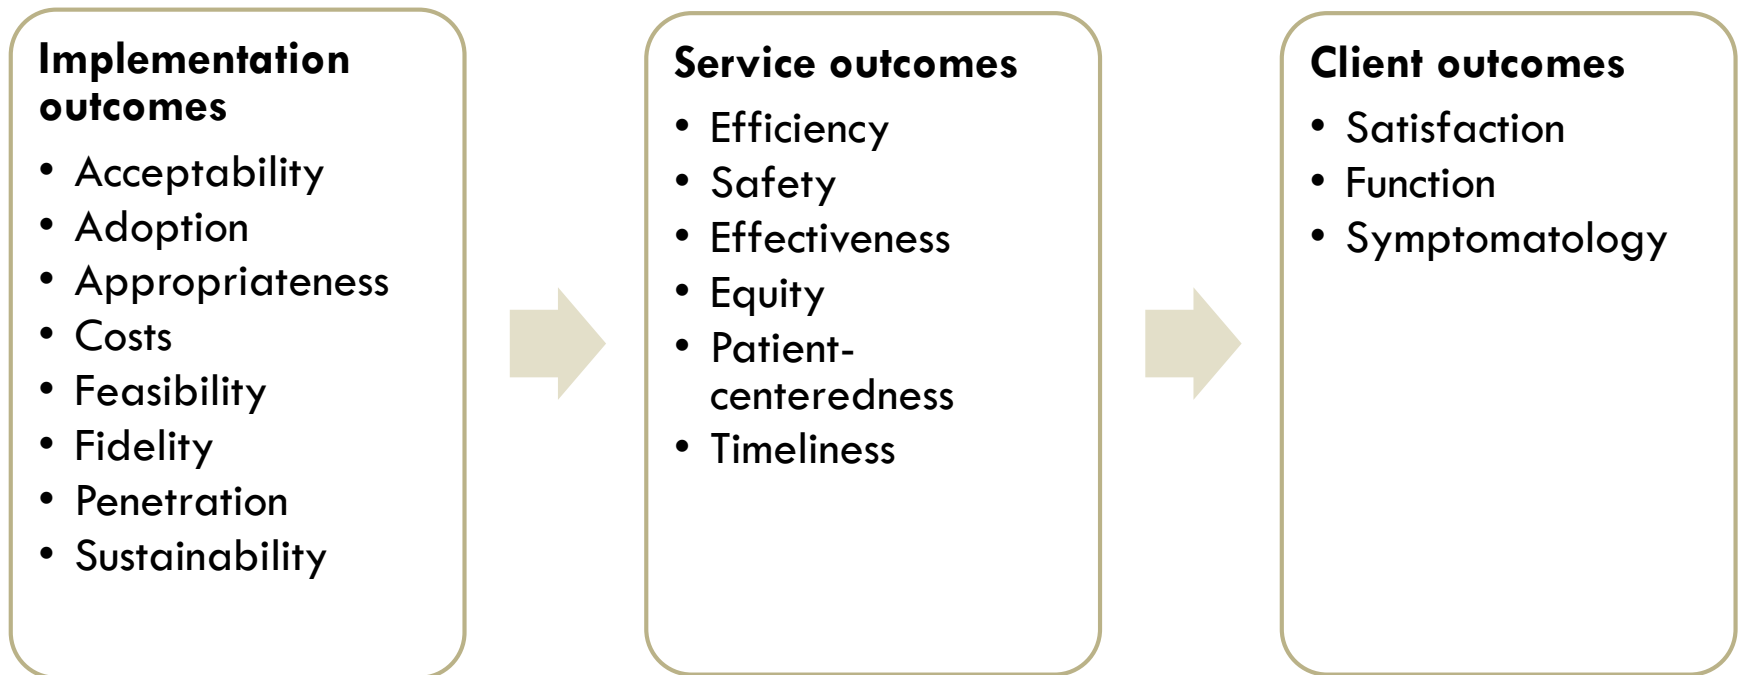 Implementation
outcomes
• Acceptability
• Adoption
• Appropriateness
• Costs
• Feasibility
• Fidelity
• Penetration
• Sustainability
Service outcomes
• Efficiency
• Safety
• Effectiveness
• Equity
• Patient-
centeredness
• Timeliness
Client outcomes
• Satisfaction
• Function
• Symptomatology